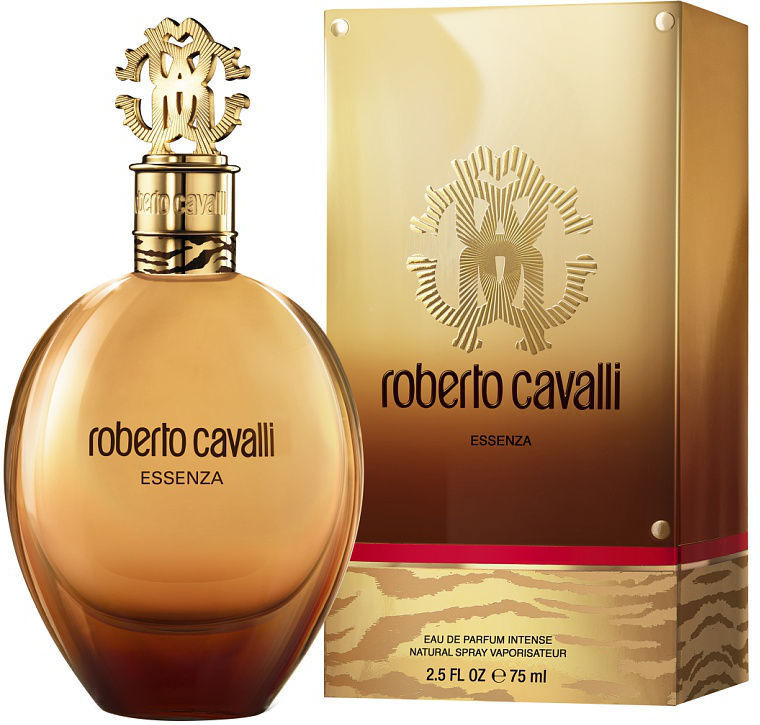 roberto cavalli
roberto cavalli
ESSENZA
roberto cavalli
ESSENZA
EAU DE PARFUM INTENSE
NATURAL SPRAY VAPORISATEUR
2.5 FL OZ ℮ 75 ml